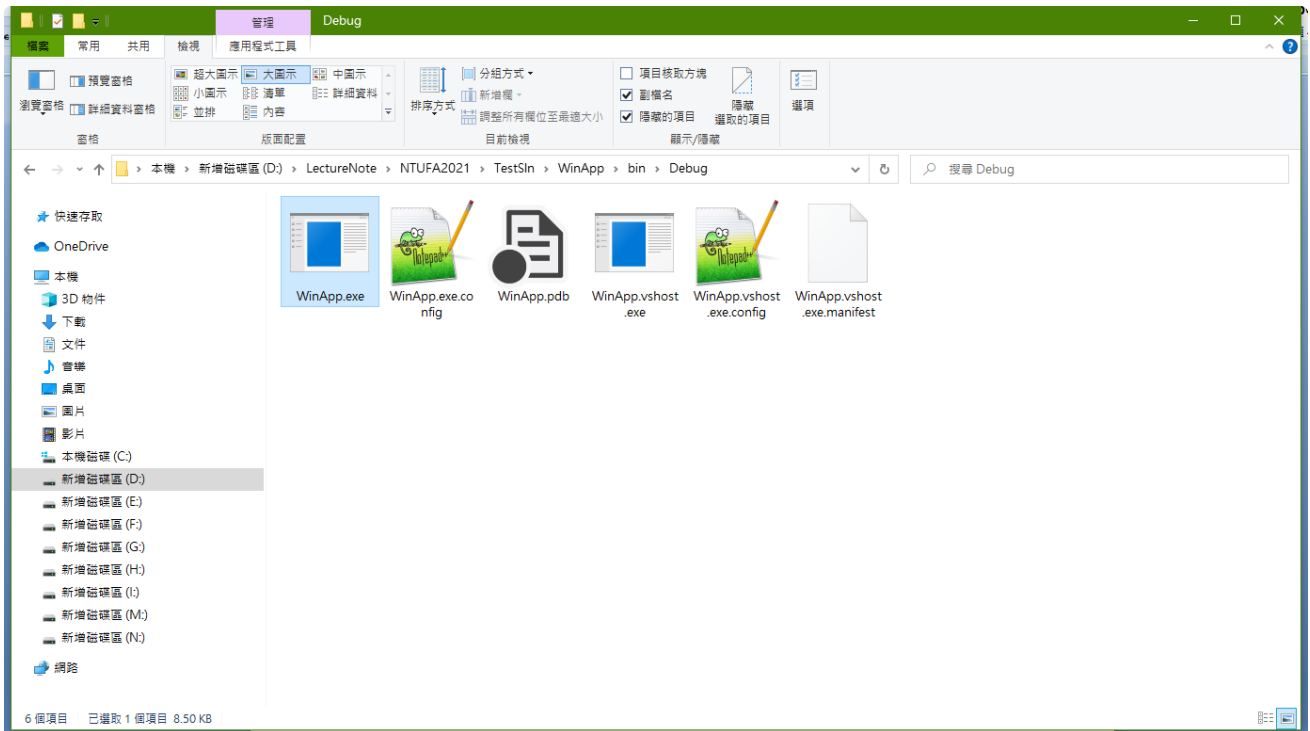 管理
Debug
檔案
常用
共用
檢視
應用程式工具
瀏覽窗格
預覽窗格
詳細資料窗格
窗格
超大圖示
大圖示
中圖示
小圖示
清單
詳細資料
並排
內容
版面配置
排序方式
分組方式
新增欄
調整所有欄位至最適大小
目前檢視
項目核取方塊
副檔名
隱藏的項目
隱藏
選取的項目
顯示/隱藏
選項
本機 › 新增磁碟區 (D:) › LectureNote › NTUFA2021 › TestSln › WinApp › bin › Debug
搜尋 Debug
快速存取
OneDrive
本機
3D 物件
下載
文件
音樂
桌面
圖片
影片
本機磁碟 (C:)
新增磁碟區 (D:)
新增磁碟區 (E:)
新增磁碟區 (F:)
新增磁碟區 (G:)
新增磁碟區 (H:)
新增磁碟區 (I:)
新增磁碟區 (M:)
新增磁碟區 (N:)
網路
WinApp.exe
WinApp.exe.co
nfig
WinApp.pdb
WinApp.vshost
.exe
WinApp.vshost
.exe.config
WinApp.vshost
.exe.manifest
6 個項目
已選取 1 個項目 8.50 KB